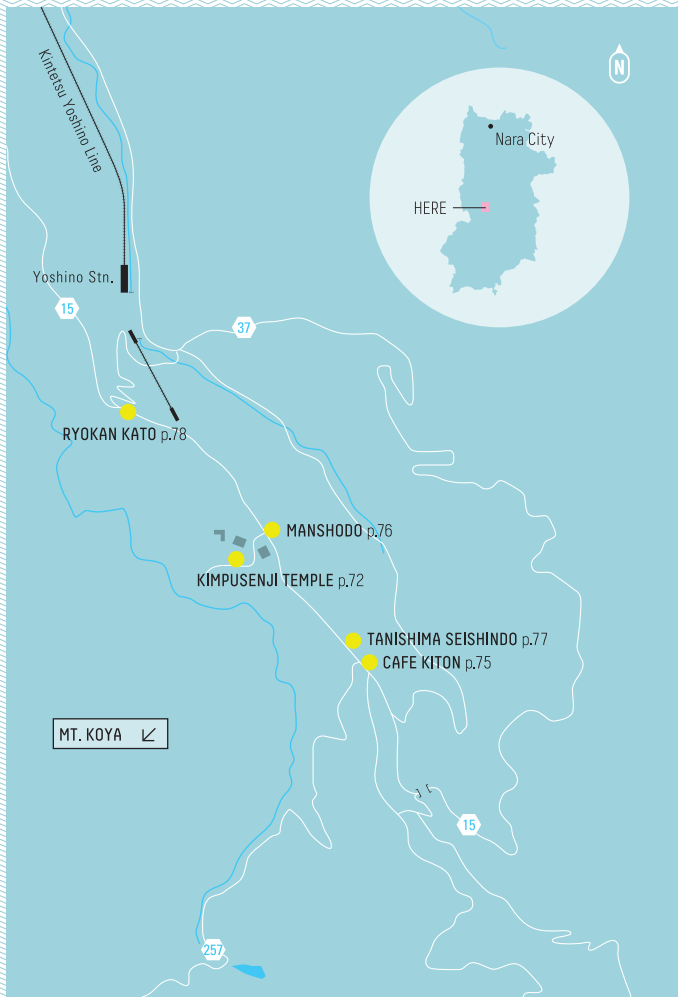 N
Kintetsu Yoshino Line
Nara City
HERE
Yoshino Stn.
15
37
RYOKAN KATO p.78
MANSHODO p.76
KIMPUSENJI TEMPLE p.72
TANISHIMA SEISHINDO p.77
CAFE KITON p.75
MT. KOYA
15
257